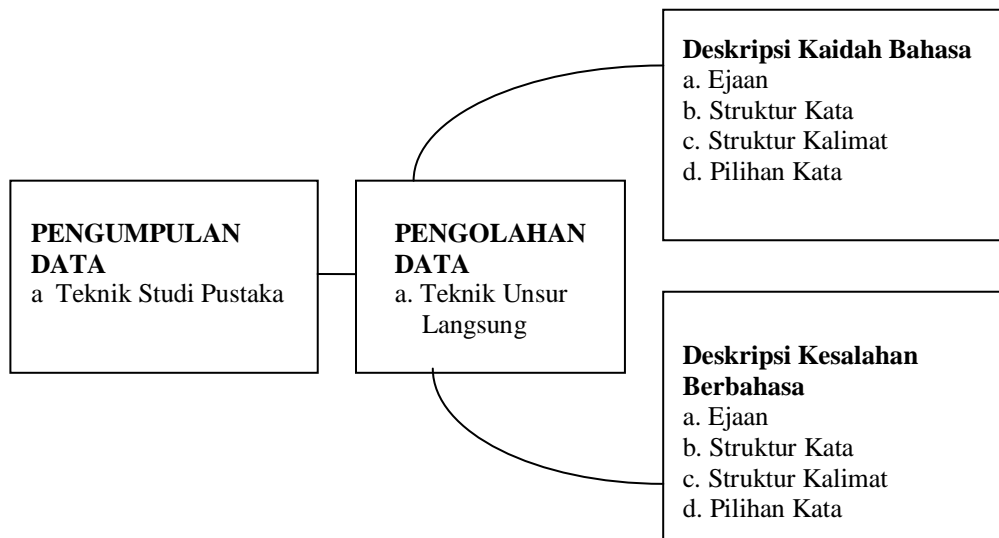 Deskripsi Kaidah Bahasa
a. Ejaan
b. Struktur Kata
c. Struktur Kalimat
d. Pilihan Kata
PENGUMPULAN
DATA
a  Teknik Studi Pustaka
PENGOLAHAN
DATA
a. Teknik Unsur
Langsung
Deskripsi Kesalahan
Berbahasa
a. Ejaan
b. Struktur Kata
c. Struktur Kalimat
d. Pilihan Kata